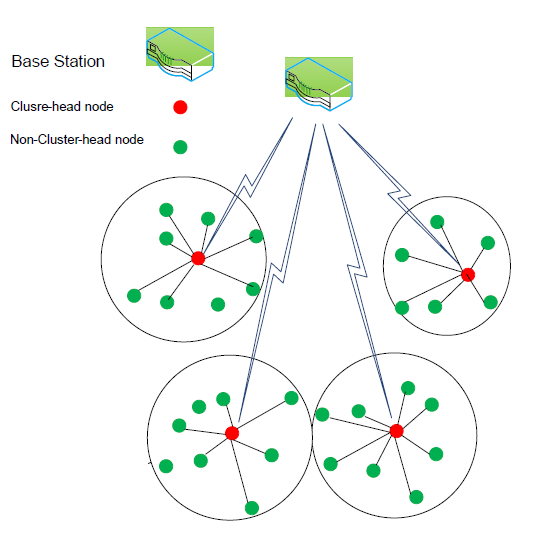 Base Station
Clusre-head node
Non-Cluster-head node